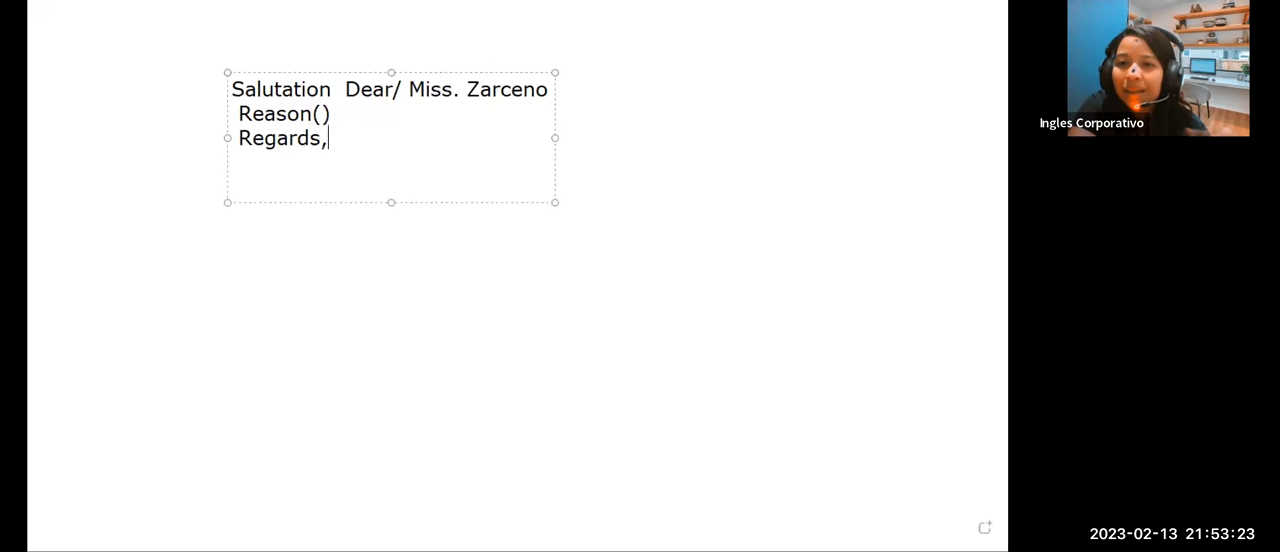 Salutation  Dear/ Miss. Zarceno
Reason()
Regards,
Ingles Corporativo
2023-02-13 21:53:23